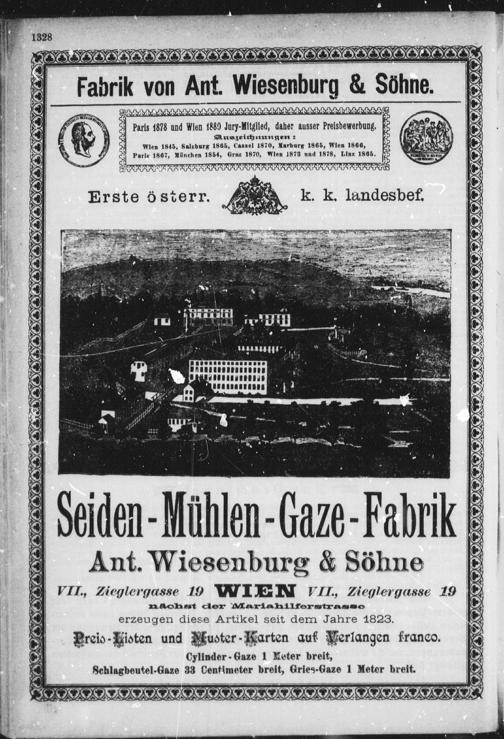 1328
Fabrik von Ant. Wiesenburg & Söhne.
Paris 1878 und Wien 1880 Jury-Mitglied, daher ausser Preisbewerbung.
Auszeichnungen:
Wien 1845, Salzburg 1865, Cassel 1870, Marburg 1865, Wien 1866,
Paris 1867, München 1854, Graz 1870, Wien 1873 und 1878, Linz 1865.
Erste österr. k. k. landesbef.
Seiden-Mühlen-Gaze-Fabrik
Ant. Wiesenburg & Söhne
VII., Zieglergasse 19 WIEN VII., Zieglergasse 19
nächst der Mariahilferstrasse
erzeugen diese Artikel seit dem Jahre 1823.
Preis-Listen und Muster-Karten auf Verlangen franco.
Cylinder-Gaze 1 Meter breit,
Schlagbeutel-Gaze 33 Centimeter breit, Gries-Gaze 1 Meter breit.